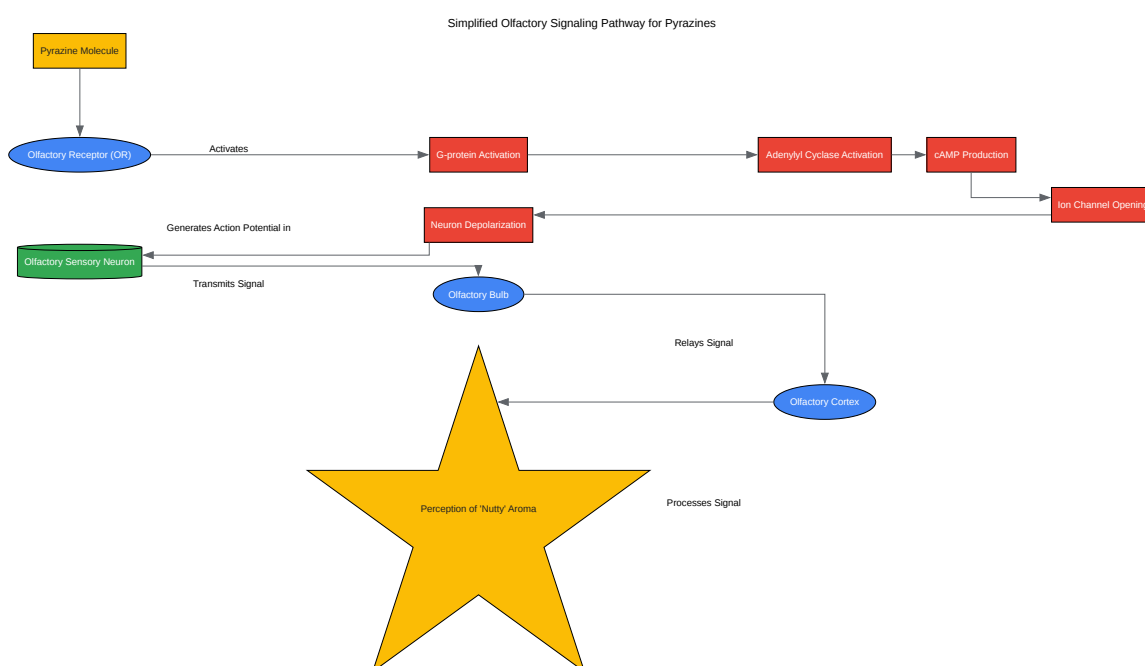 Simplified Olfactory Signaling Pathway for Pyrazines
Pyrazine Molecule
Olfactory Receptor (OR)
Activates
G-protein Activation
Adenylyl Cyclase Activation
cAMP Production
Ion Channel Opening
Neuron Depolarization
Generates Action Potential in
Olfactory Sensory Neuron
Transmits Signal
Olfactory Bulb
Relays Signal
Olfactory Cortex
Processes Signal
Perception of 'Nutty' Aroma